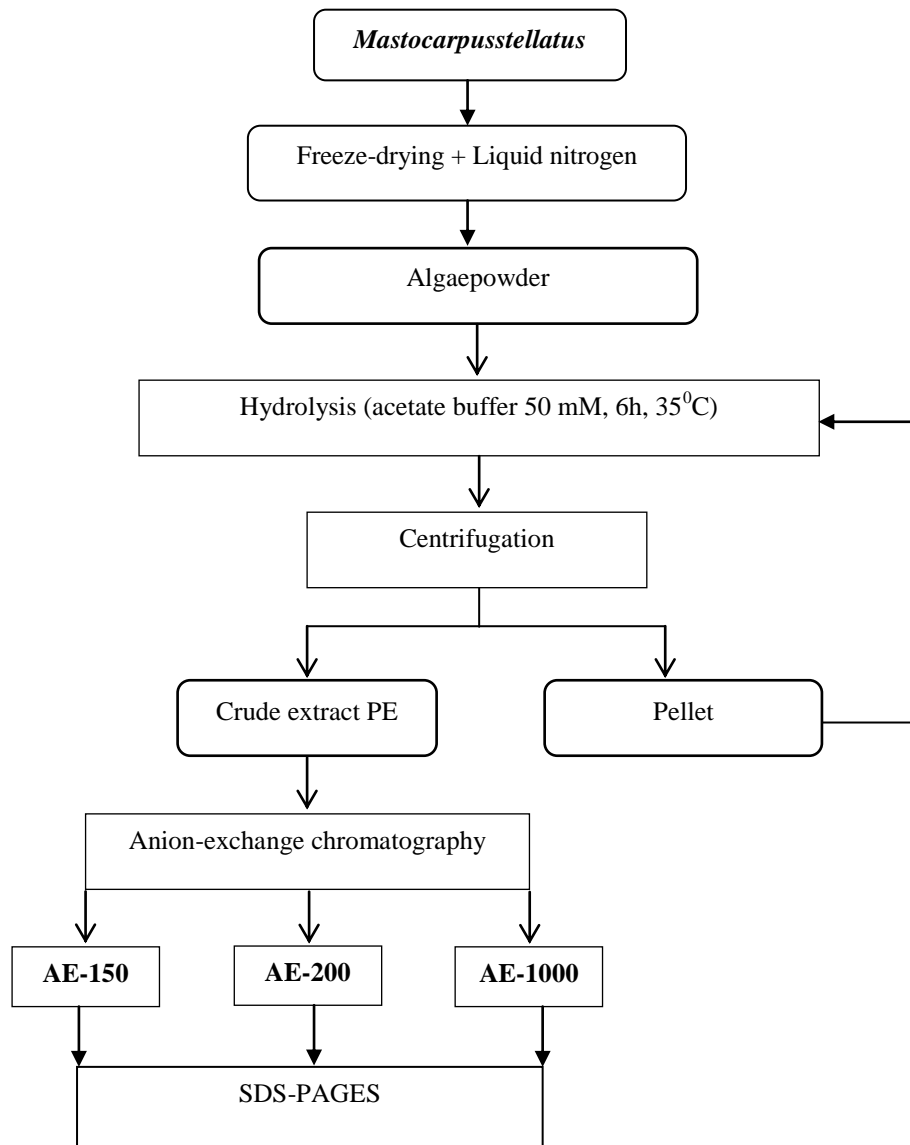 Mastocarpusstellatus
Freeze-drying + Liquid nitrogen
Algaepowder
Hydrolysis (acetate buffer 50 mM, 6h, 35⁰C)
Centrifugation
Crude extract PE
Pellet
Anion-exchange chromatography
AE-150
AE-200
AE-1000
SDS-PAGES